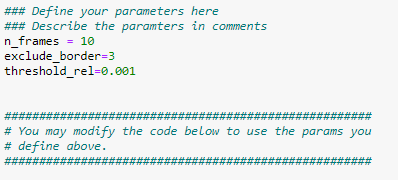 ### Define your parameters here
### Describe the paramters in comments
n_frames = 10
exclude_border=3
threshold_rel=0.001
####################################################
# You may modify the code below to use the params you
# define above.
####################################################